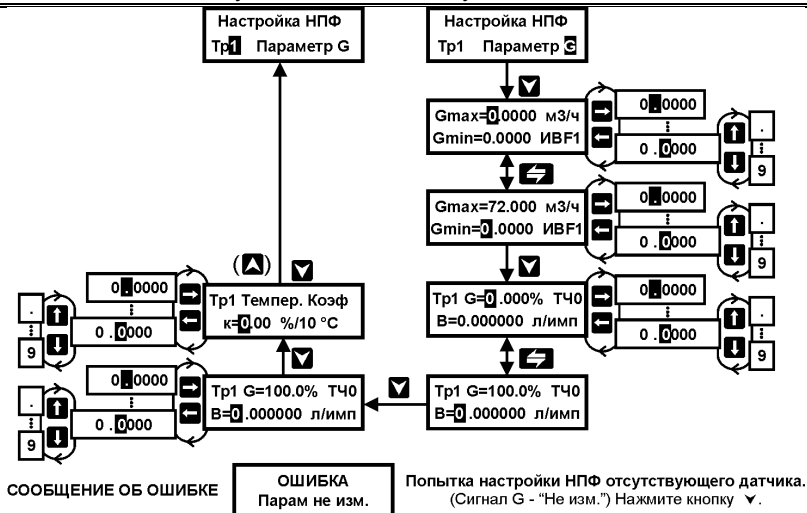 Настройка НПФ
Тр1 Параметр G
Настройка НПФ
Тр1 Параметр G
Gmax=0.0000 м3/ч
Gmin=0.0000 ИВF1
0.0000
0.0000
.
9
Gmax=72.000 м3/ч
Gmin=0.0000 ИВF1
0.0000
0.0000
.
9
Тр1 G=0.000% ТЧ0
В=0.000000 л/имп
0.0000
0.0000
.
9
Тр1 G=100.0% ТЧ0
В=0.000000 л/имп
Тр1 G=100.0% ТЧ0
В=0.000000 л/имп
0.0000
0.0000
.
9
( )
Тр1 Темпер. Коэф
к=0.00 %/10 °С
0.0000
0.0000
.
9
СООБЩЕНИЕ ОБ ОШИБКЕ
ОШИБКА
Парам не изм.
Попытка настройки НПФ отсутствующего датчика.
(Сигнал G - “Не изм.”) Нажмите кнопку .